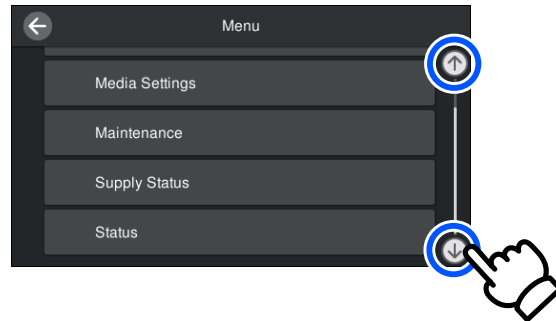 Menu
Media Settings
Maintenance
Supply Status
Status